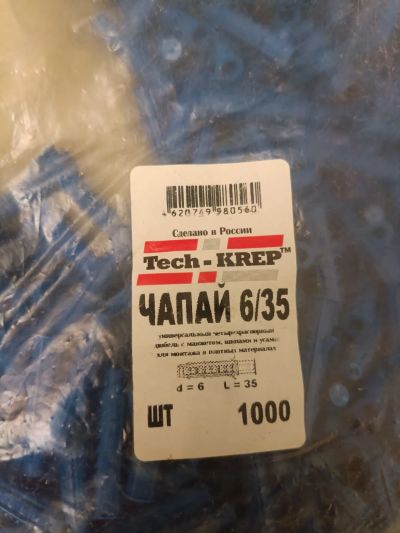 4620769980560
Сделано в России
Tech-KREP™
ЧАПАЙ 6/35
универсальный четырехраспорный
дюбель с манжетом, шипами и усами
для монтажа в плотных материалах
d = 6 L = 35
шт 1000